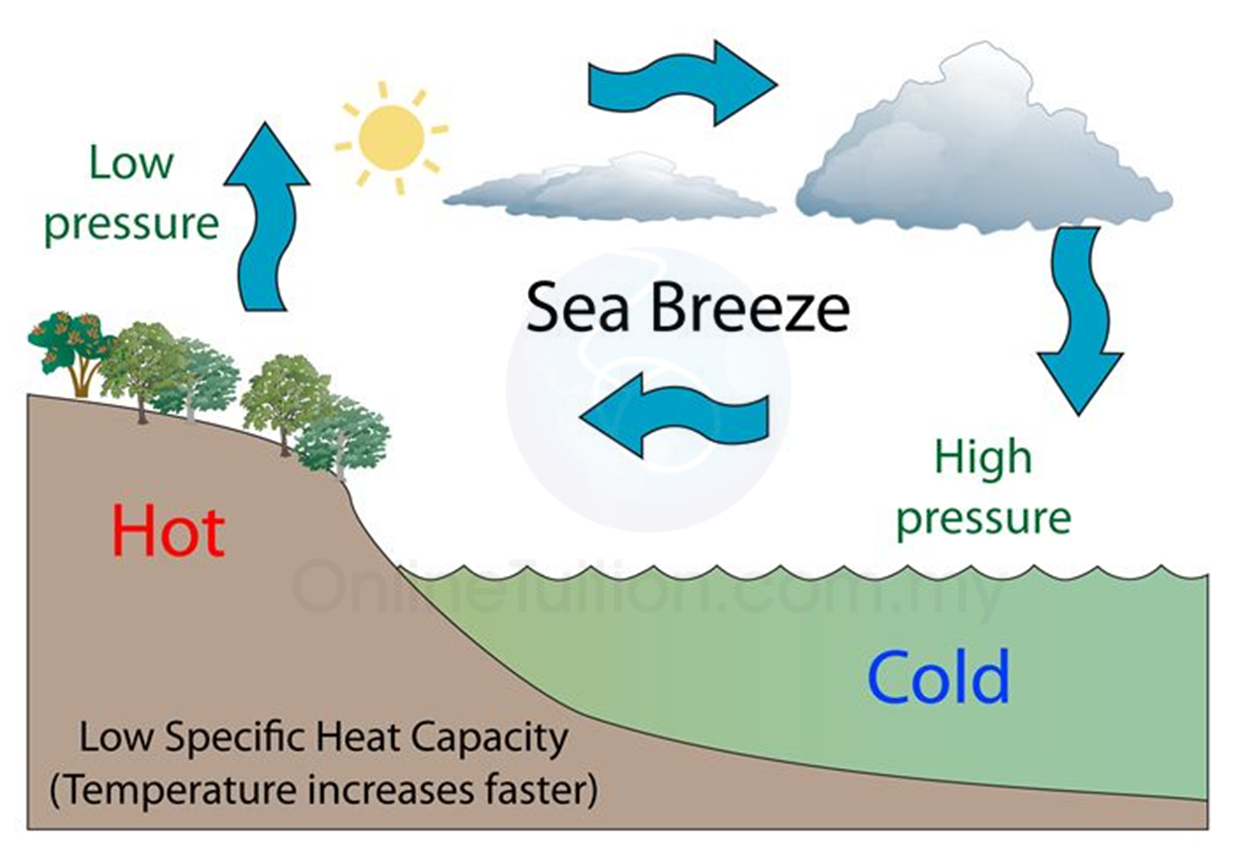 Low
pressure
Sea Breeze
High
pressure
Hot
OnlineTuition.com.my
Cold
Low Specific Heat Capacity
(Temperature increases faster)